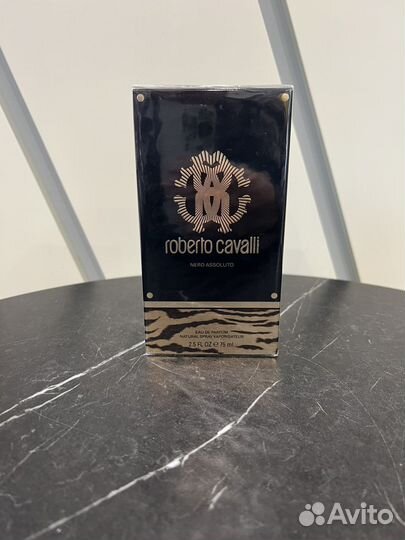 roberto cavalli
NERO ASSOLUTO
EAU DE PARFUM
NATURAL SPRAY VAPORISATEUR
2.5 FL OZ ℮ 75 ml
Avito